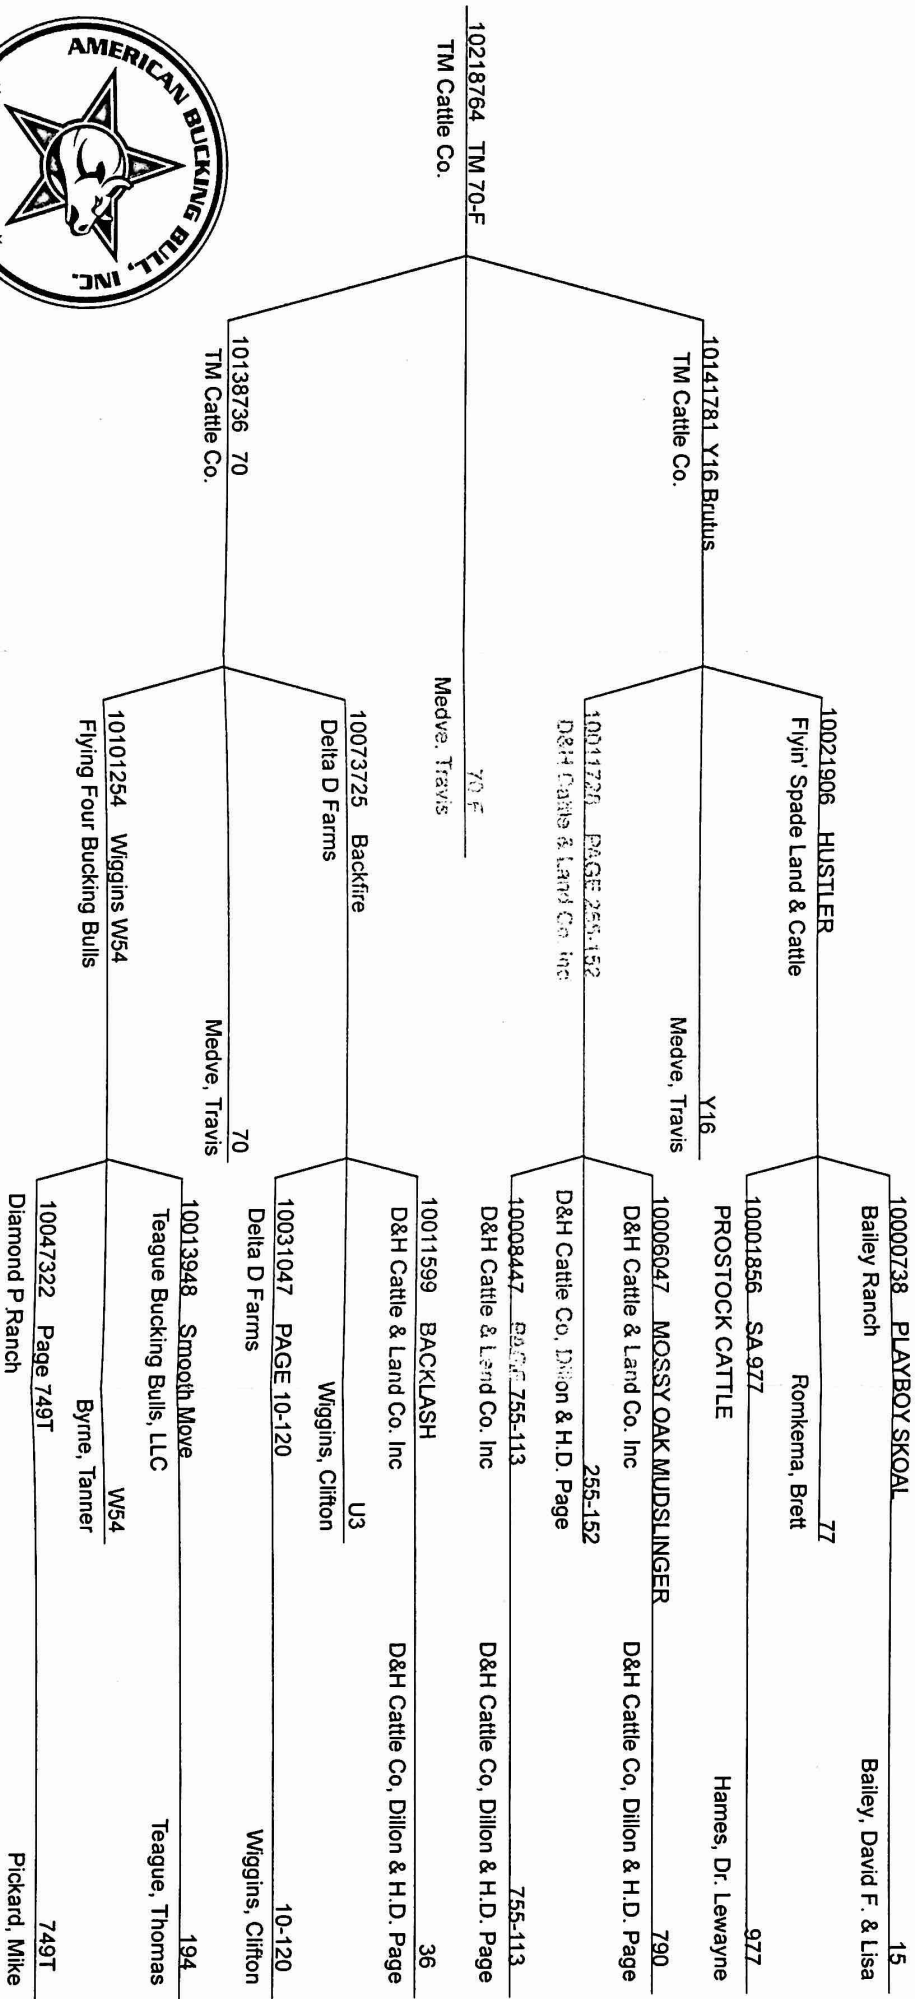 AMERICAN BUCKING BULL, INC.
10218764 TM 70-F
TM Cattle Co.
70 F
Medve, Travis
10141781 Y16 Brutus
TM Cattle Co.
Y16
Medve, Travis
10138736 70
TM Cattle Co.
70
Medve, Travis
10021906 HUSTLER
Flyin' Spade Land & Cattle
77
Romkema, Brett
PAGE 255-152
D&H Cattle & Land Co. Inc
255-152
D&H Cattle Co, Dillon & H.D. Page
10073725 Backfire
Delta D Farms
U3
Wiggins, Clifton
10101254 Wiggins W54
Flying Four Bucking Bulls
W54
Byrne, Tanner
10000738 PLAYBOY SKOAL
Bailey Ranch
15
Bailey, David F. & Lisa
10001856 SA 977
PROSTOCK CATTLE
977
Hames, Dr. Lewayne
10006047 MOSSY OAK MUDSLINGER
D&H Cattle & Land Co. Inc
790
D&H Cattle Co, Dillon & H.D. Page
10008447 PAGE 755-113
D&H Cattle & Land Co. Inc
755-113
D&H Cattle Co, Dillon & H.D. Page
10011599 BACKLASH
D&H Cattle & Land Co. Inc
36
D&H Cattle Co, Dillon & H.D. Page
10031047 PAGE 10-120
Delta D Farms
10-120
Wiggins, Clifton
10013948 Smooth Move
Teague Bucking Bulls, LLC
194
Teague, Thomas
10047322 Page 749T
Diamond P Ranch
749T
Pickard, Mike